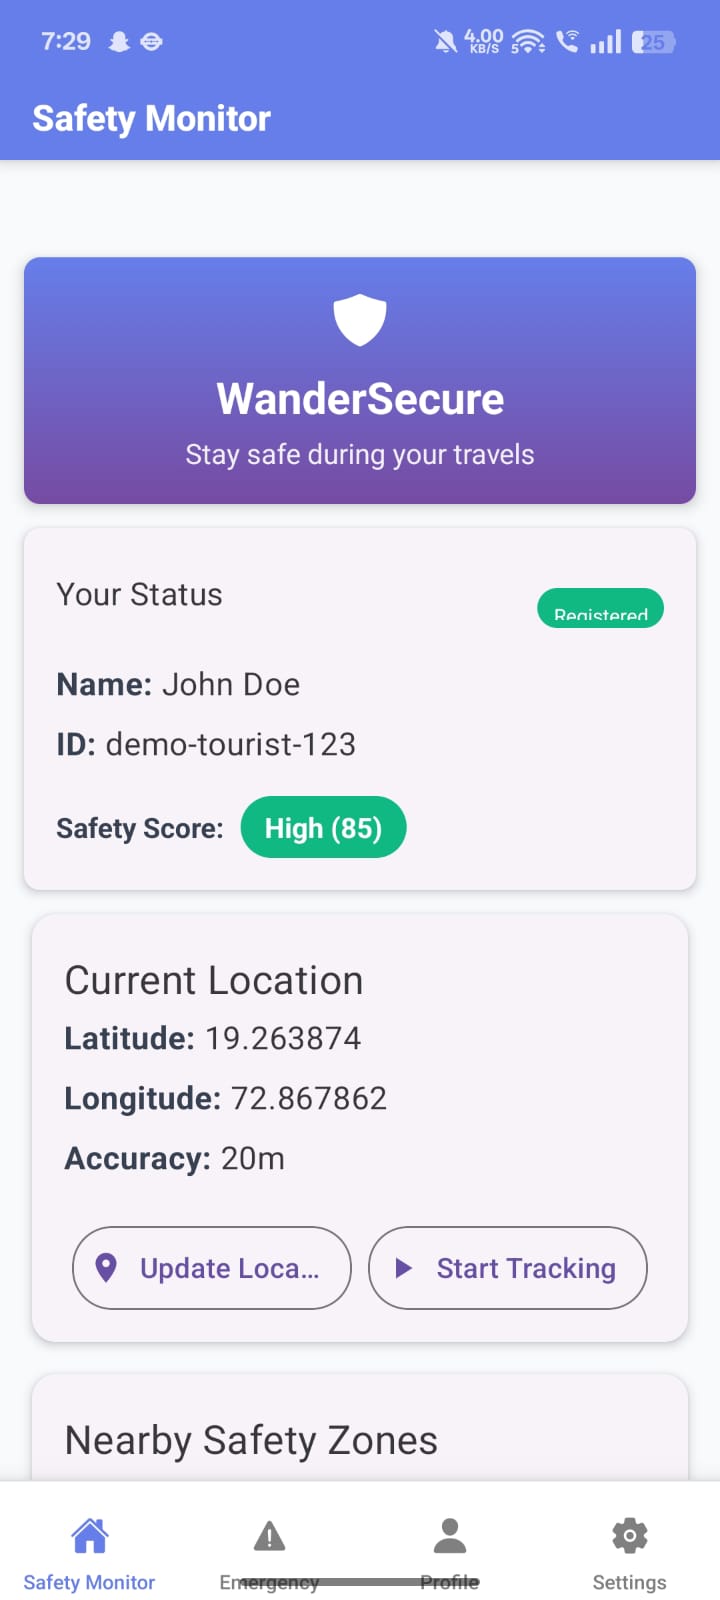 7:29
4.00
KB/S
5
25
Safety Monitor
WanderSecure
Stay safe during your travels
Your Status
Registered
Name: John Doe
ID: demo-tourist-123
Safety Score: High (85)
Current Location
Latitude: 19.263874
Longitude: 72.867862
Accuracy: 20m
Update Loca...
Start Tracking
Nearby Safety Zones
Safety Monitor
Emergency
Profile
Settings